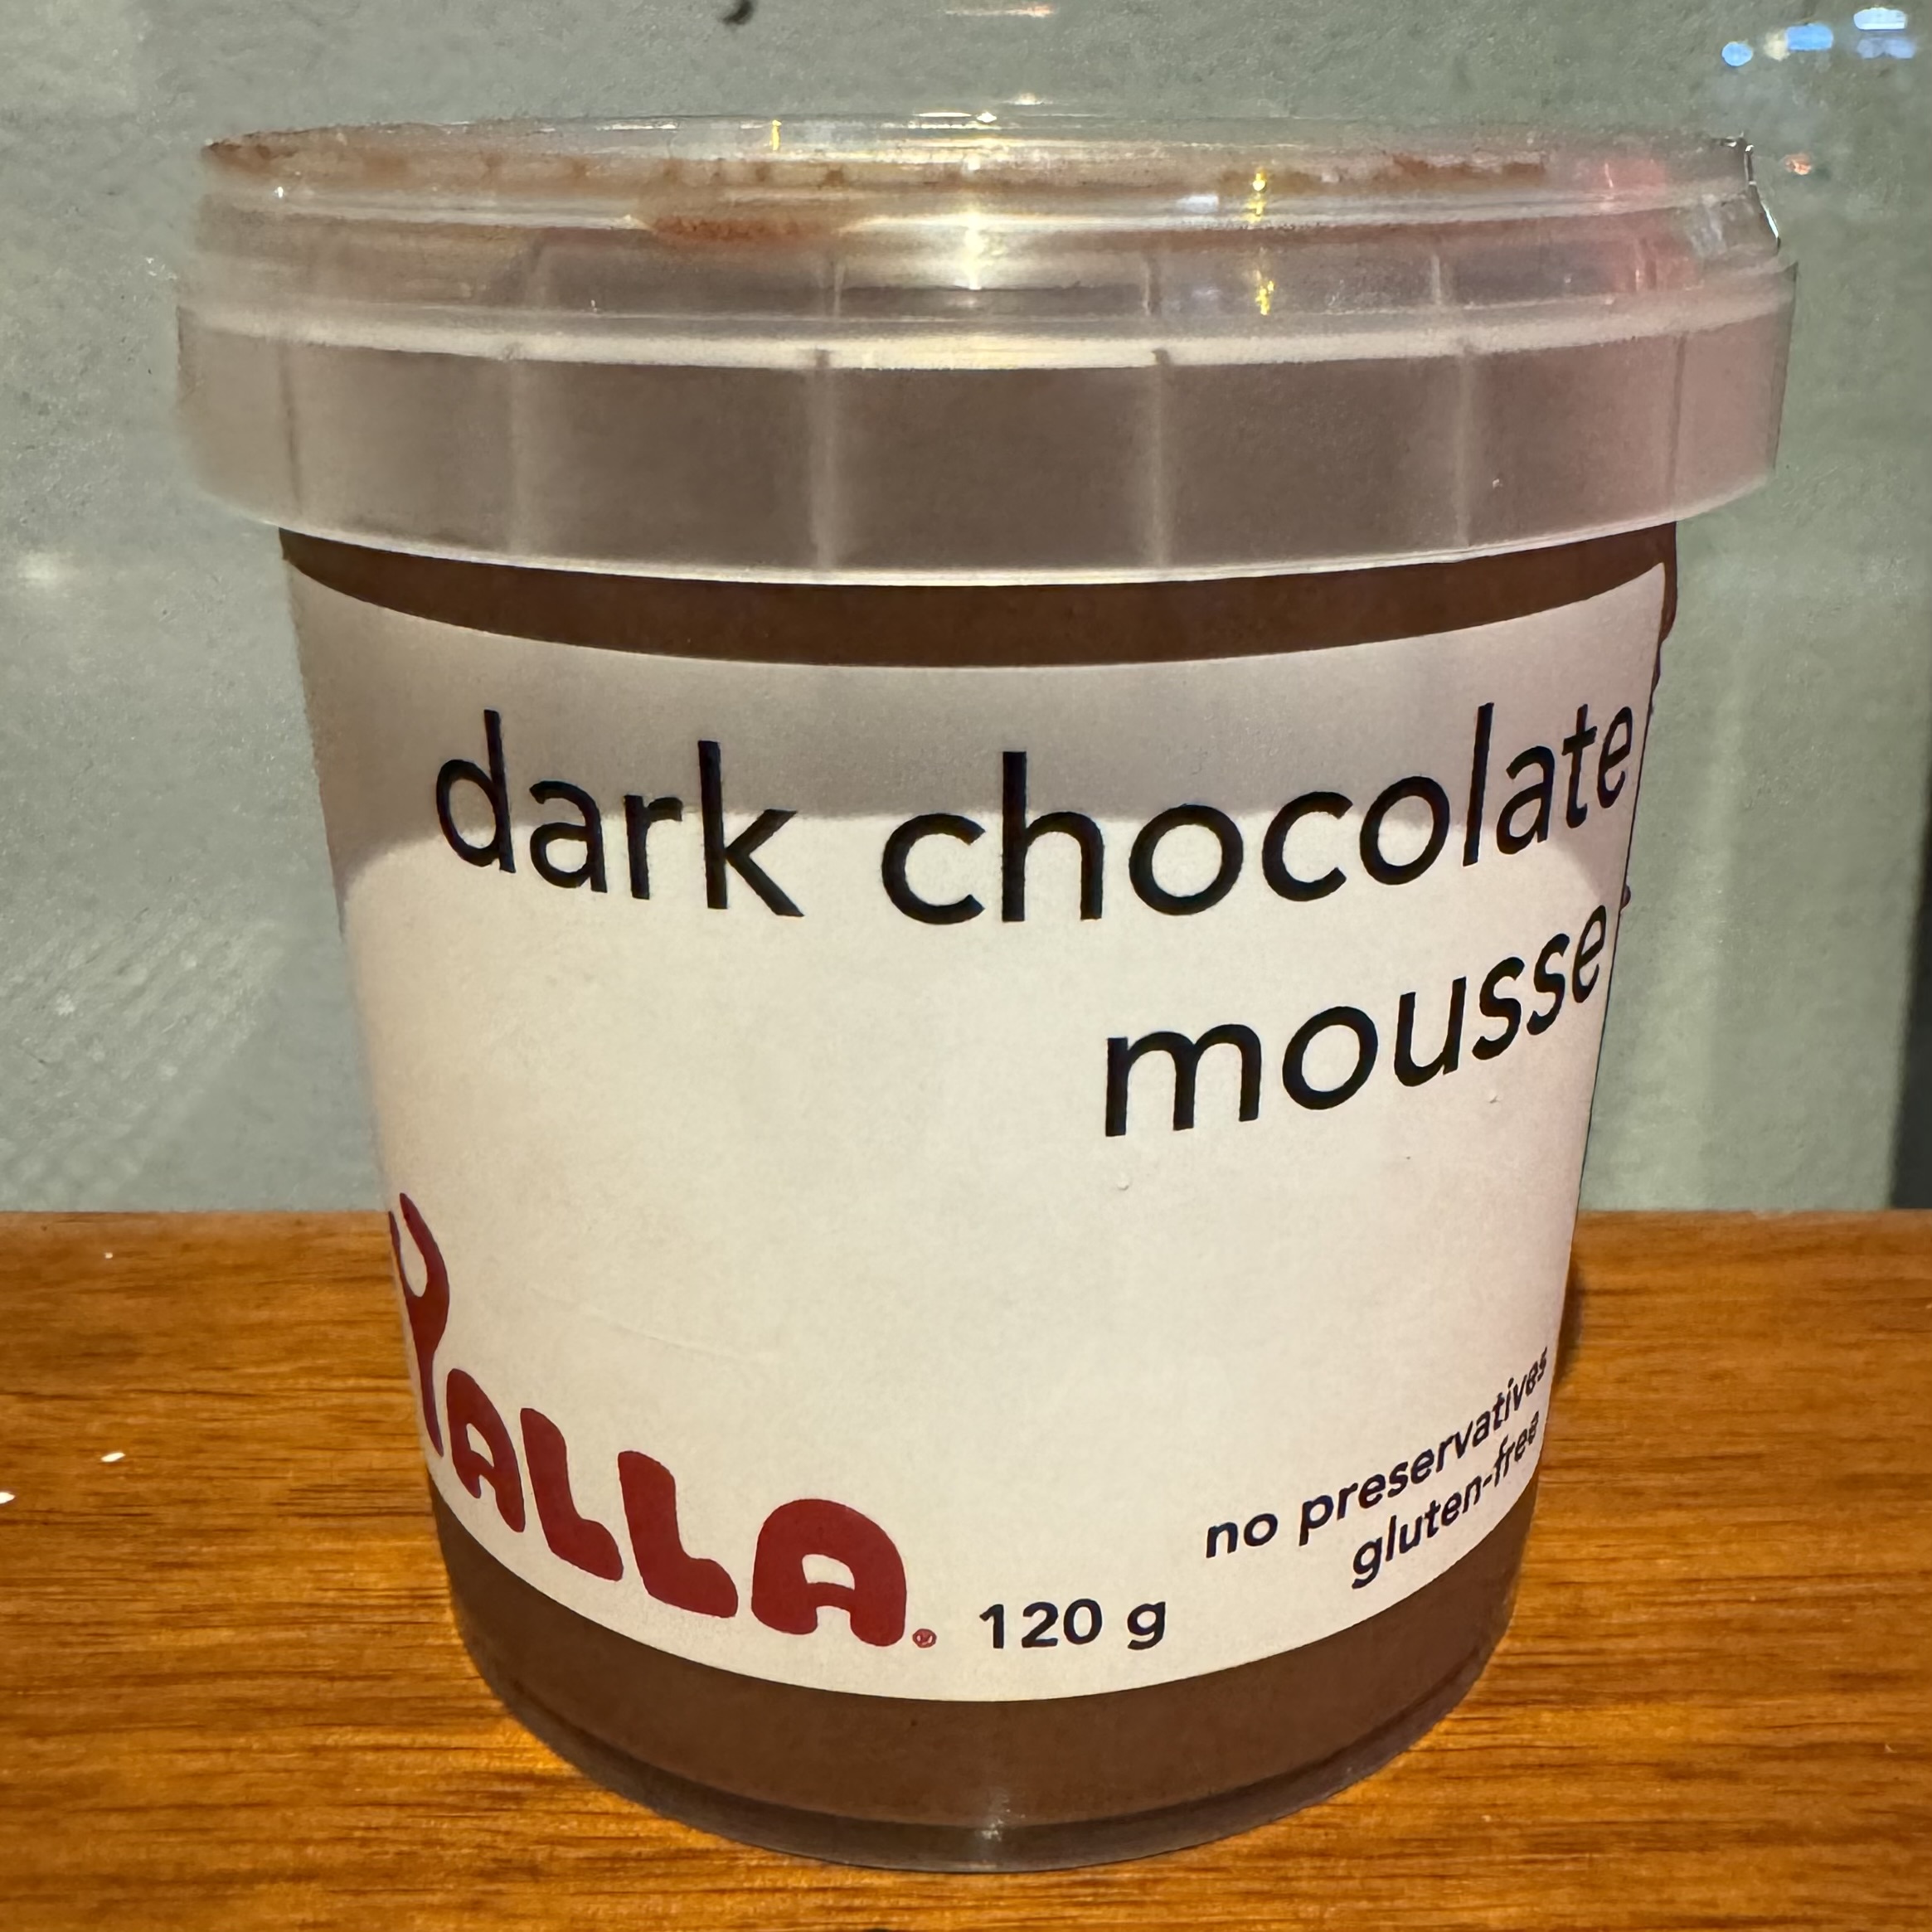 dark chocolate
mousse
YALLA®
120 g
no preservatives
gluten-free